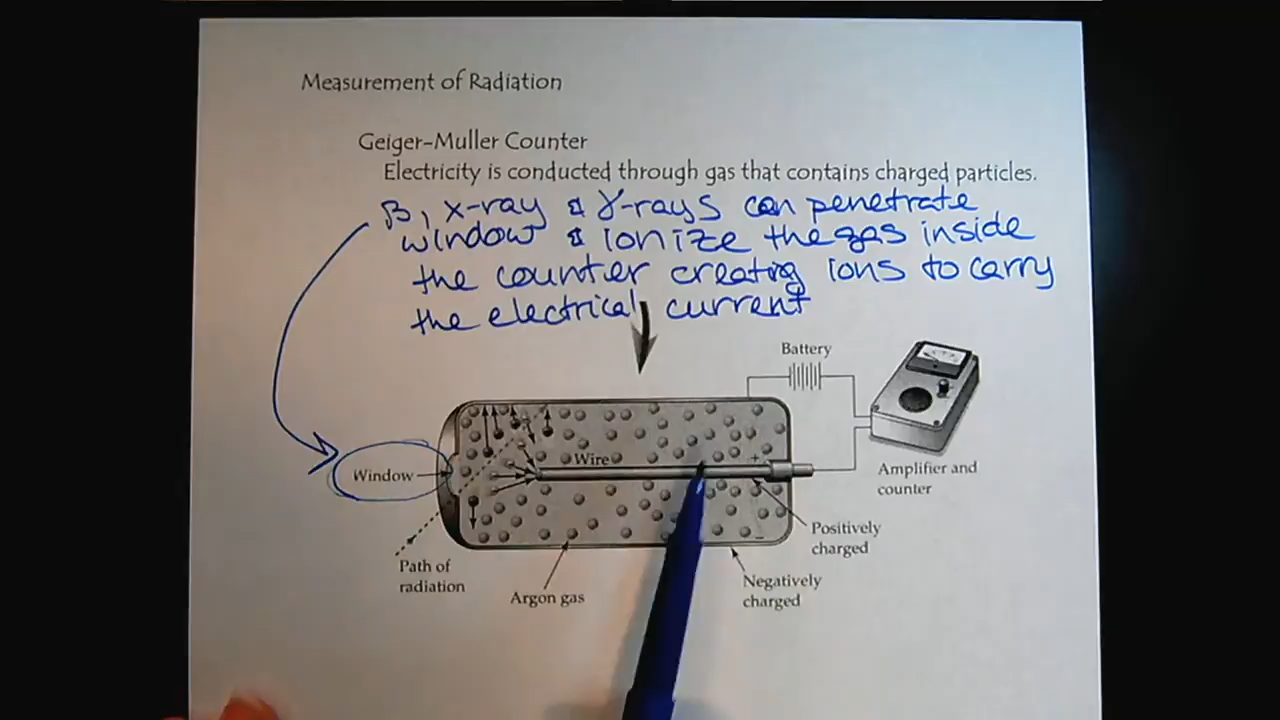 Measurement of Radiation
Geiger-Muller Counter
Electricity is conducted through gas that contains charged particles.
β, x-ray & γ-rays can penetrate
window & ionize the gas inside
the counter creating ions to carry
the electrical current
Battery
Wire
+
Window
Amplifier and
counter
Positively
charged
−
Path of
radiation
Argon gas
Negatively
charged